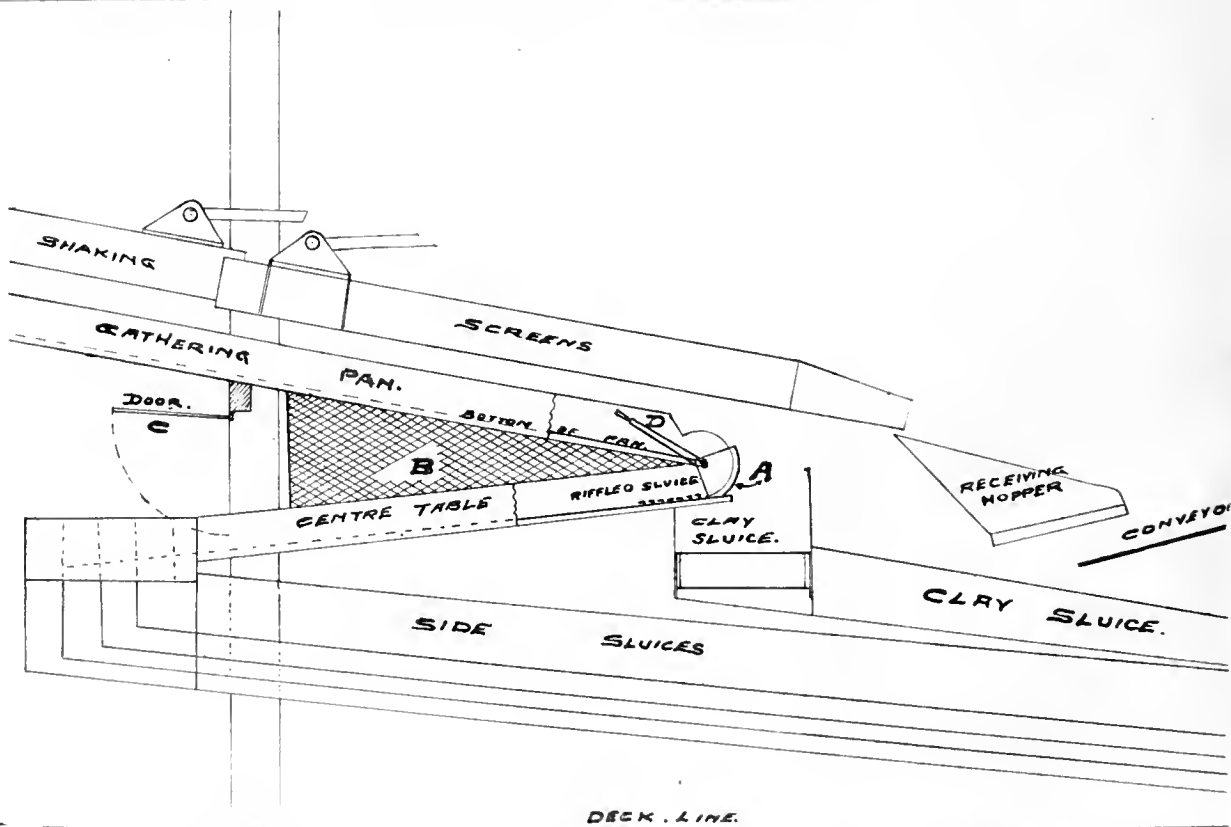 SHAKING
SCREENS
GATHERING PAN.
DOOR.
C
BOTTOM OF PAN.
D
B
A
RIFFLED SLUICE
CENTRE TABLE
CLAY
SLUICE.
RECEIVING
HOPPER
CONVEYO
CLAY SLUICE.
SIDE SLUICES
DECK. LINE.